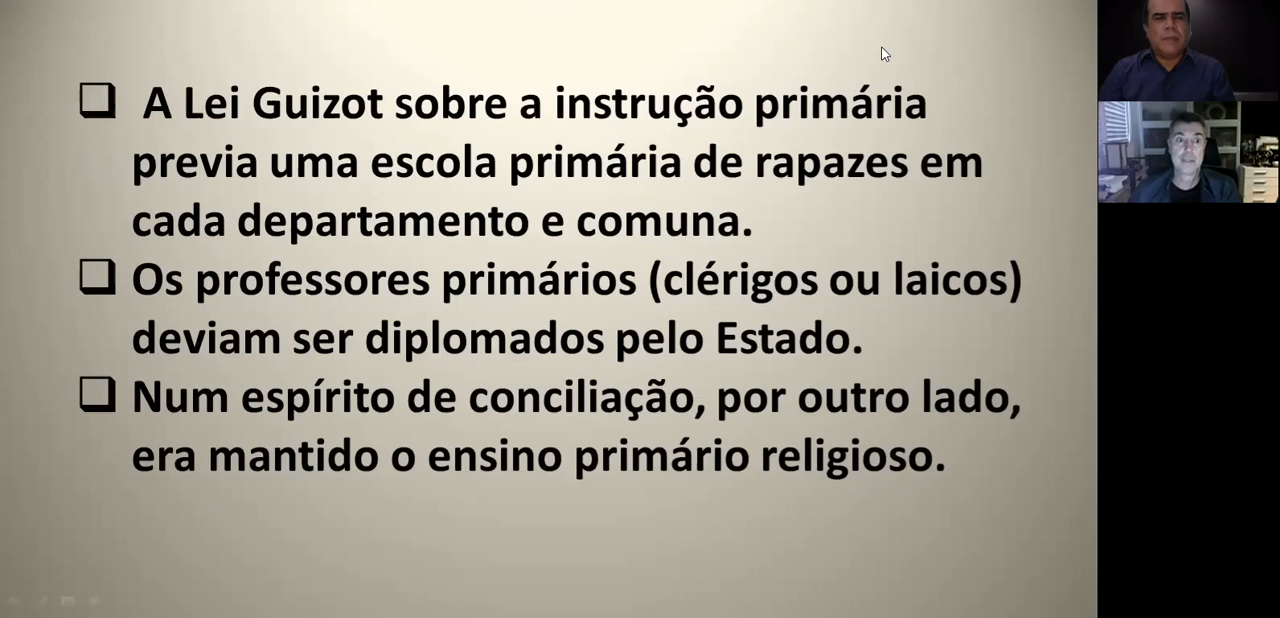 A Lei Guizot sobre a instrução primária
previa uma escola primária de rapazes em
cada departamento e comuna.
Os professores primários (clérigos ou laicos)
deviam ser diplomados pelo Estado.
Num espírito de conciliação, por outro lado,
era mantido o ensino primário religioso.